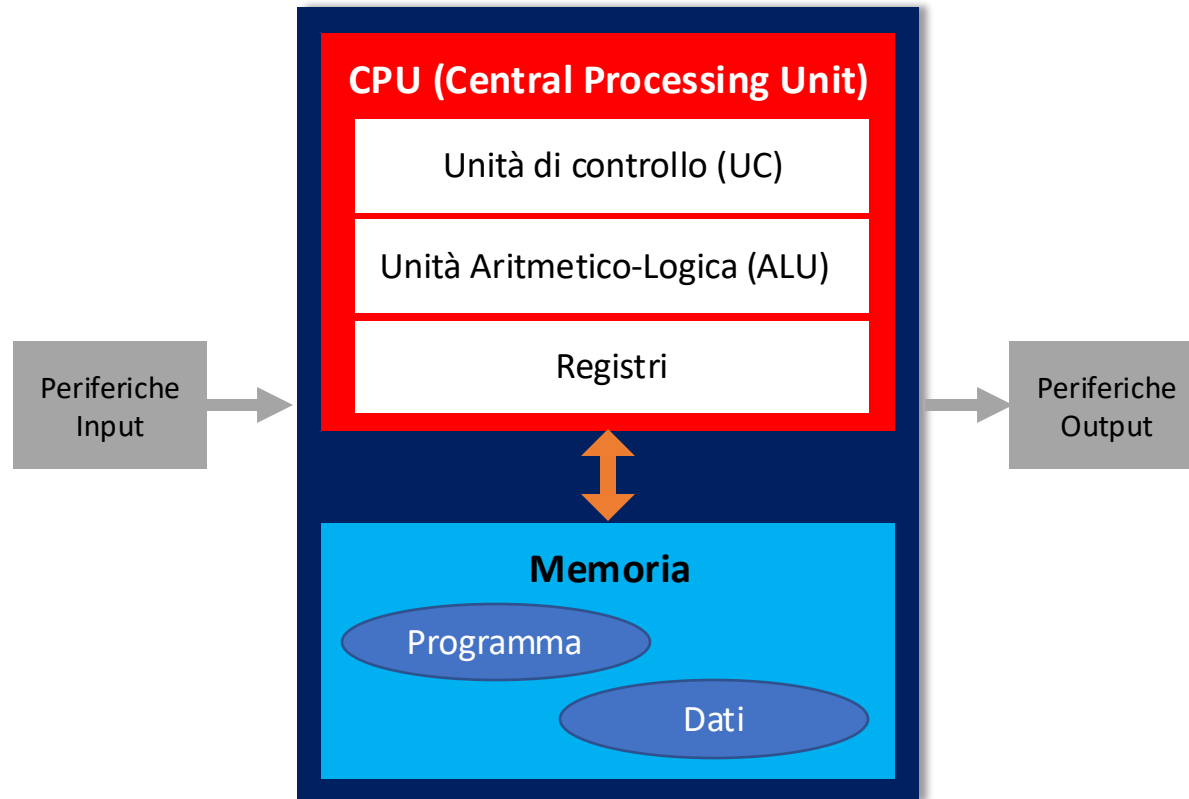 CPU (Central Processing Unit)
Unità di controllo (UC)
Unità Aritmetico-Logica (ALU)
Registri
Periferiche
Input
Periferiche
Output
Memoria
Programma
Dati